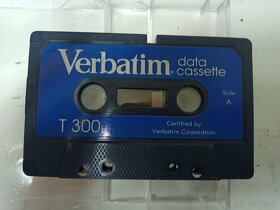 Verbatim. data
cassette
Side
A
T 300
Certified by
Verbatim Corporation